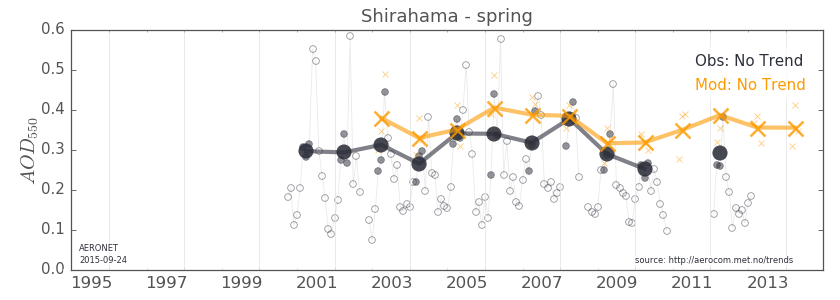 Shirahama - spring
0.6
0.5
0.4
0.3
0.2
0.1
0.0
AOD550
Obs: No Trend
Mod: No Trend
AERONET
2015-09-24
source: http://aerocom.met.no/trends
1995 1997 1999 2001 2003 2005 2007 2009 2011 2013